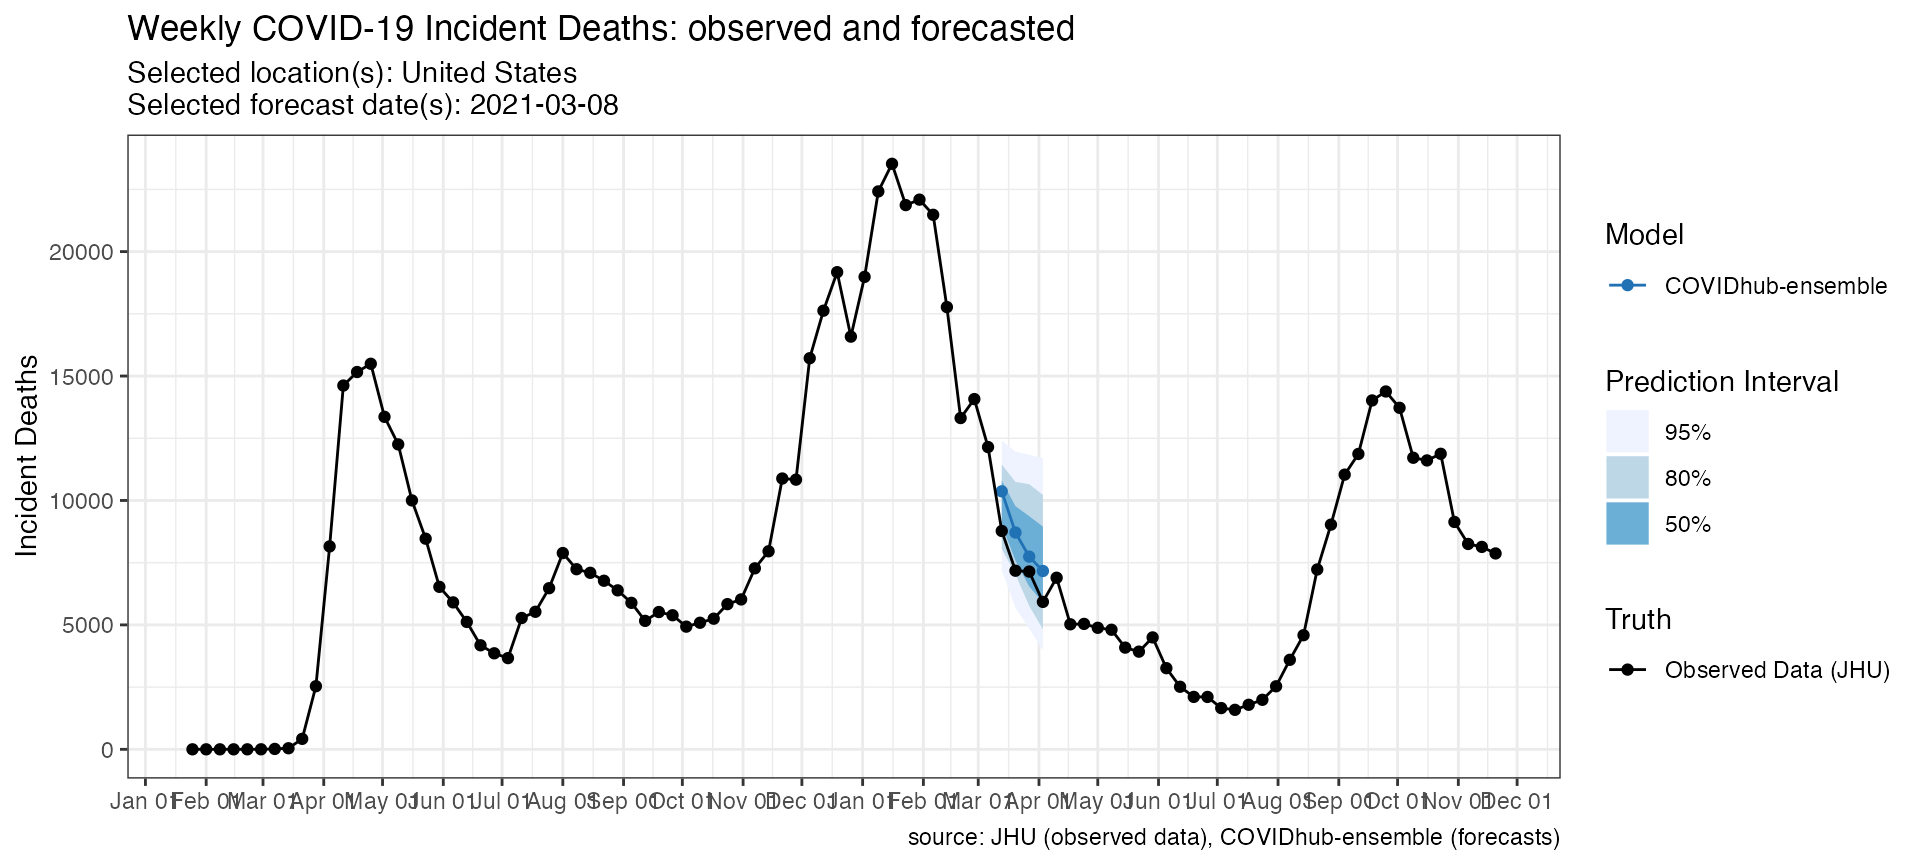 Weekly COVID-19 Incident Deaths: observed and forecasted
Selected location(s): United States
Selected forecast date(s): 2021-03-08
Incident Deaths
20000
15000
10000
5000
0
Jan 01 Feb 01 Mar 01 Apr 01 May 01 Jun 01 Jul 01 Aug 01 Sep 01 Oct 01 Nov 01 Dec 01 Jan 01 Feb 01 Mar 01 Apr 01 May 01 Jun 01 Jul 01 Aug 01 Sep 01 Oct 01 Nov 01 Dec 01
source: JHU (observed data), COVIDhub-ensemble (forecasts)
Model
COVIDhub-ensemble
Prediction Interval
95%
80%
50%
Truth
Observed Data (JHU)